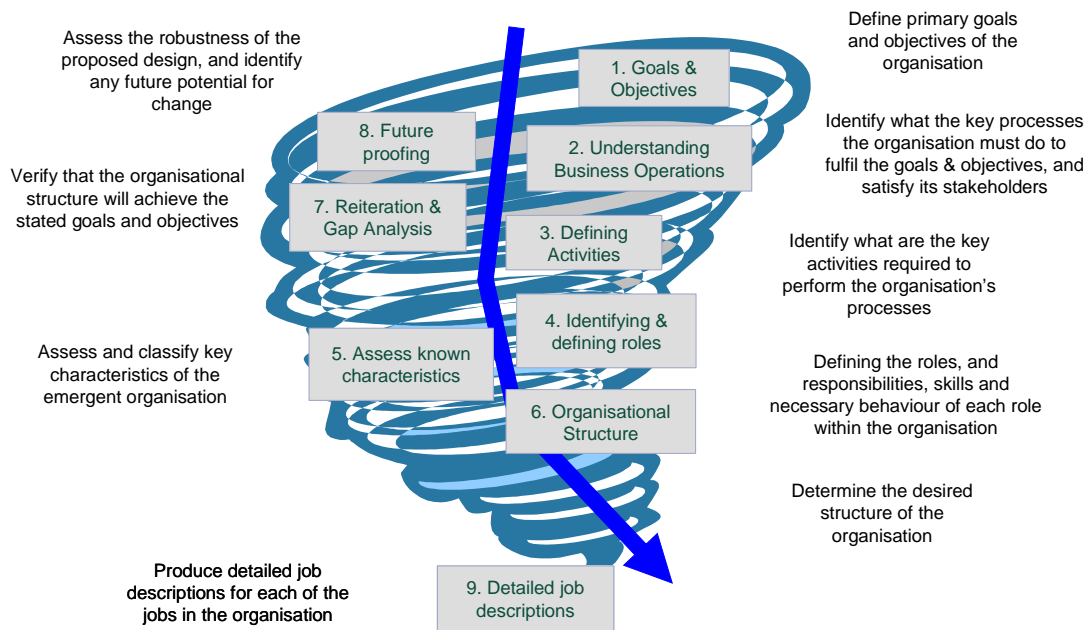 Define primary goals
and objectives of the
organisation
Assess the robustness of the
proposed design, and identify
any future potential for
change
1. Goals &
Objectives
8. Future
proofing
2. Understanding
Business Operations
Identify what the key processes
the organisation must do to
fulfil the goals & objectives, and
satisfy its stakeholders
Verify that the organisational
structure will achieve the
stated goals and objectives
7. Reiteration &
Gap Analysis
3. Defining
Activities
Identify what are the key
activities required to
perform the organisation's
processes
4. Identifying &
defining roles
5. Assess known
characteristics
Assess and classify key
characteristics of the
emergent organisation
Defining the roles, and
responsibilities, skills and
necessary behaviour of each role
within the organisation
6. Organisational
Structure
Determine the desired
structure of the
organisation
Produce detailed job
descriptions for each of the
jobs in the organisation
9. Detailed job
descriptions